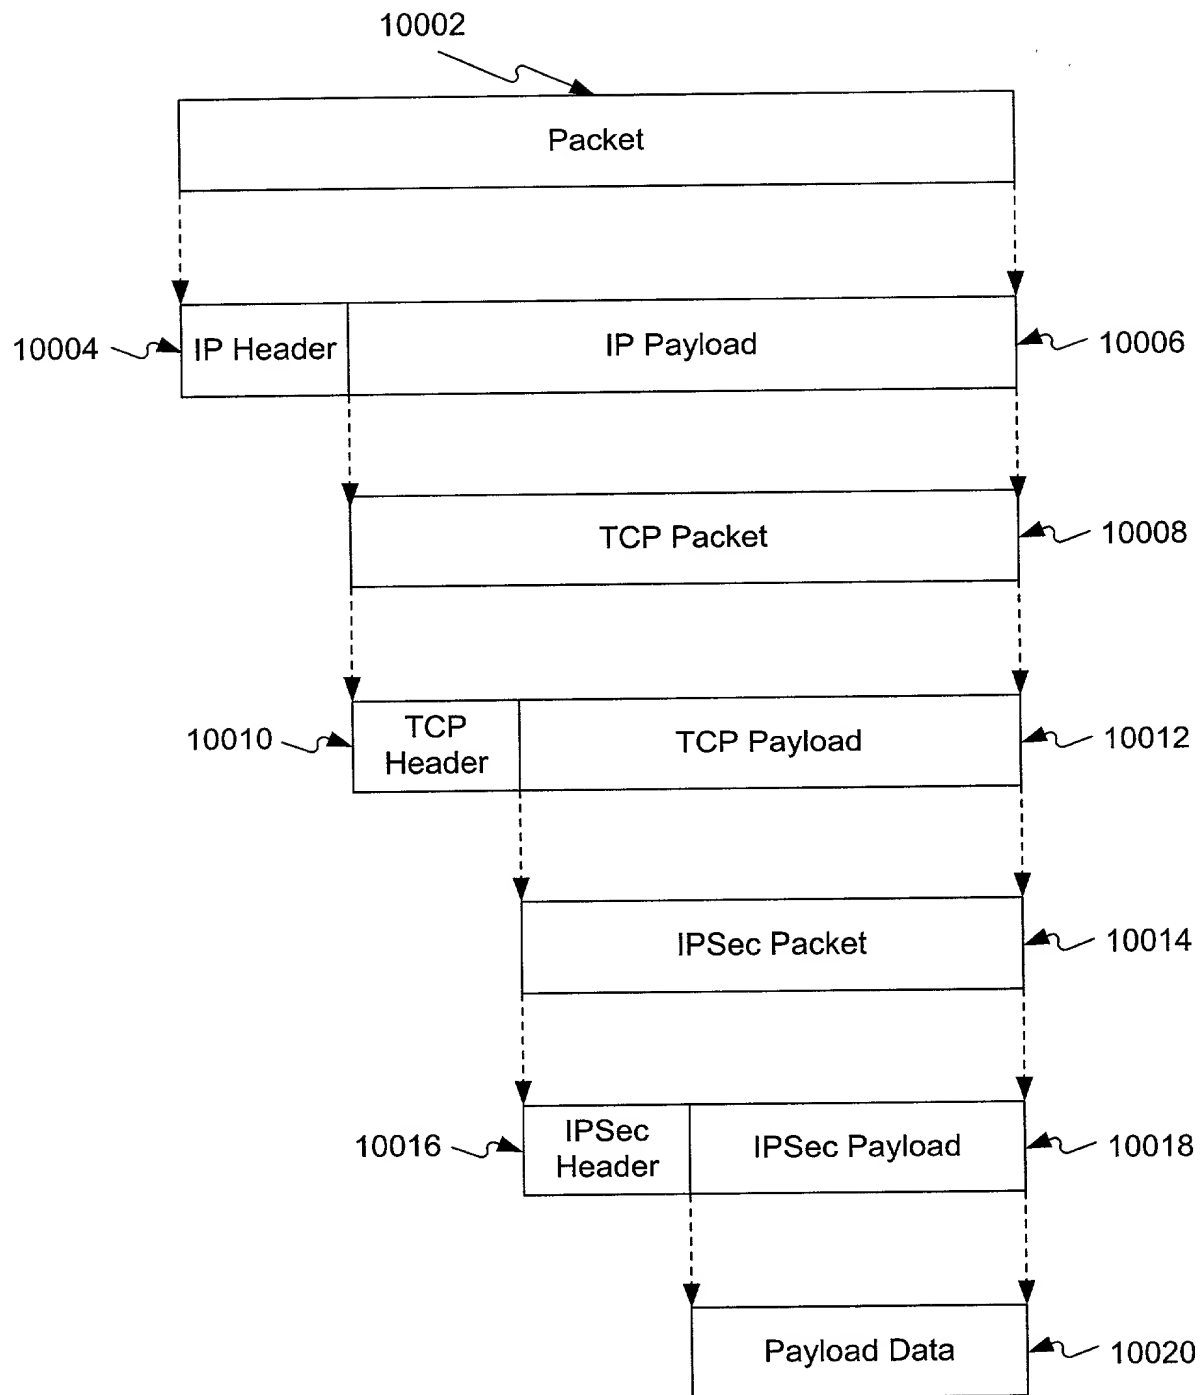 10002
Packet
10004
IP Header
IP Payload
10006
TCP Packet
10008
10010
TCP
Header
TCP Payload
10012
IPSec Packet
10014
10016
IPSec
Header
IPSec Payload
10018
Payload Data
10020